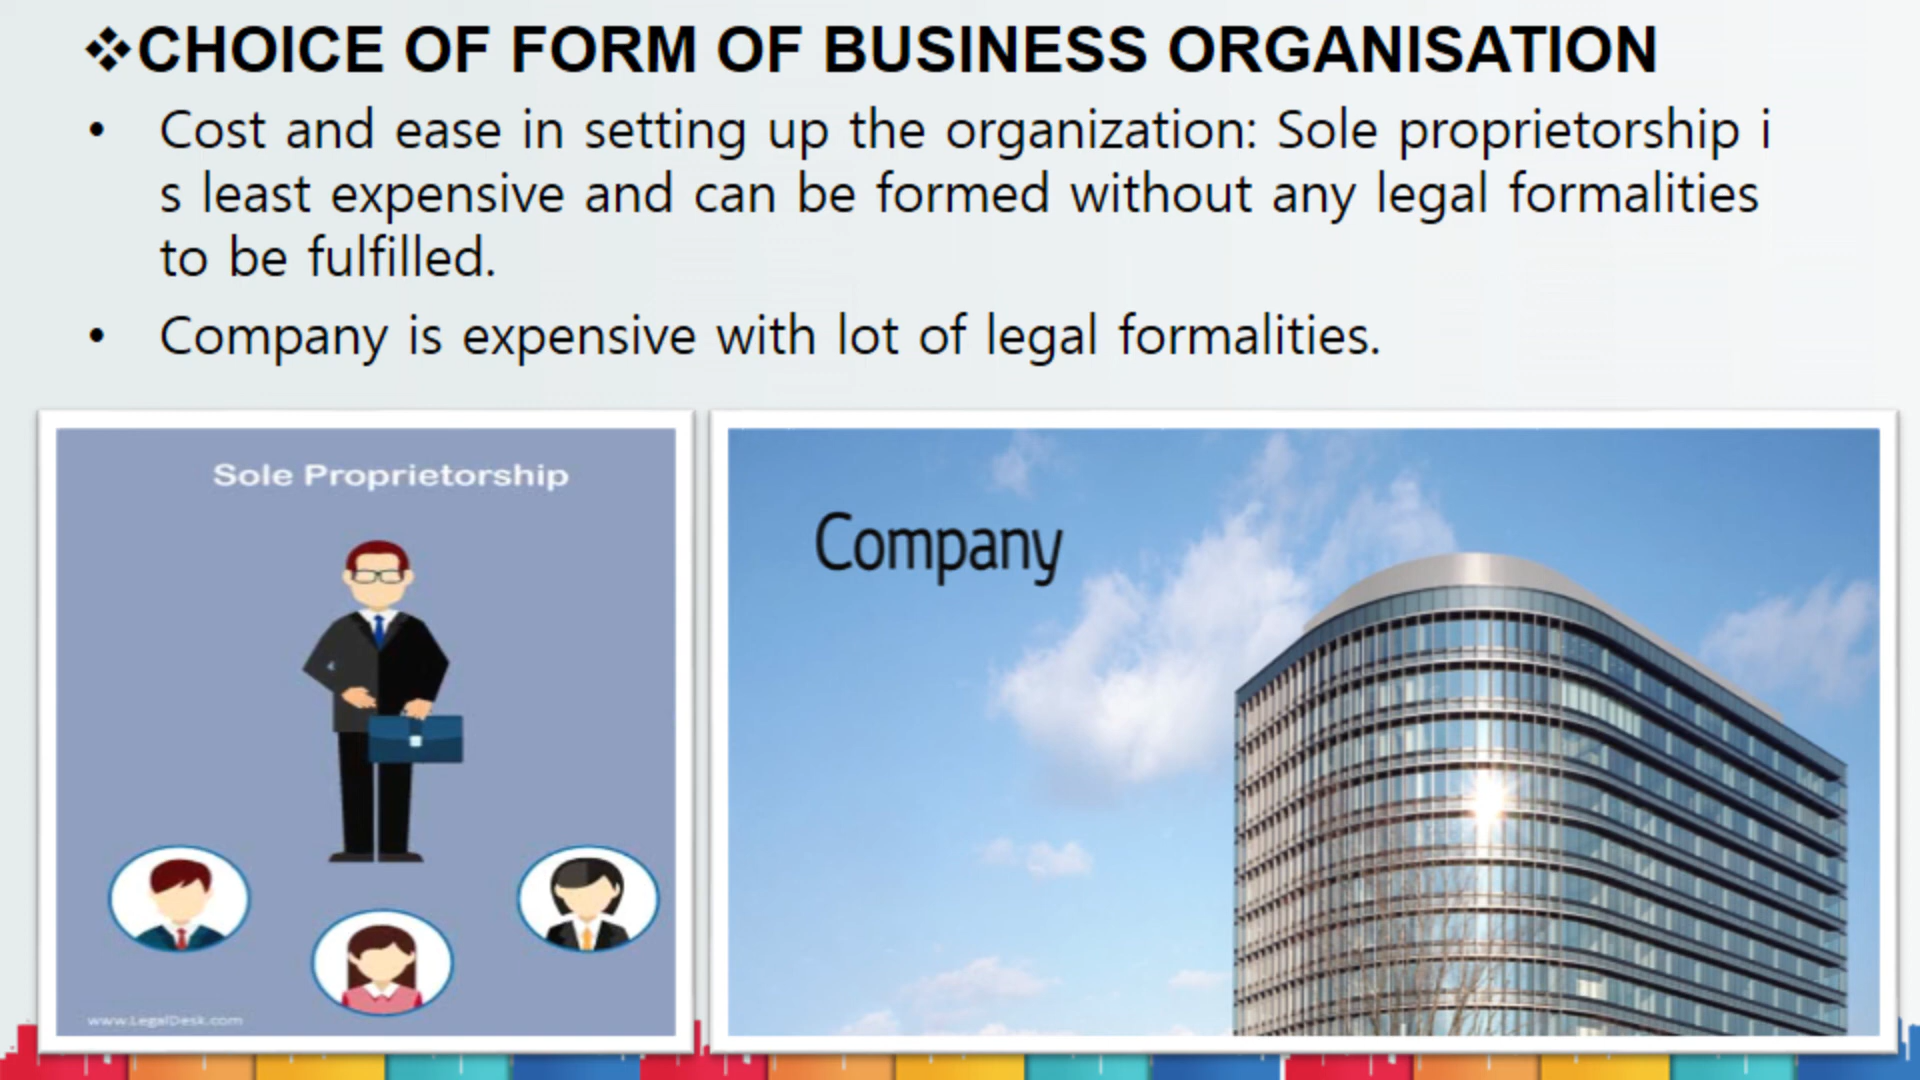 ❖CHOICE OF FORM OF BUSINESS ORGANISATION
• Cost and ease in setting up the organization: Sole proprietorship i
s least expensive and can be formed without any legal formalities
to be fulfilled.
• Company is expensive with lot of legal formalities.
Sole Proprietorship
Company
www.LegalDesk.com